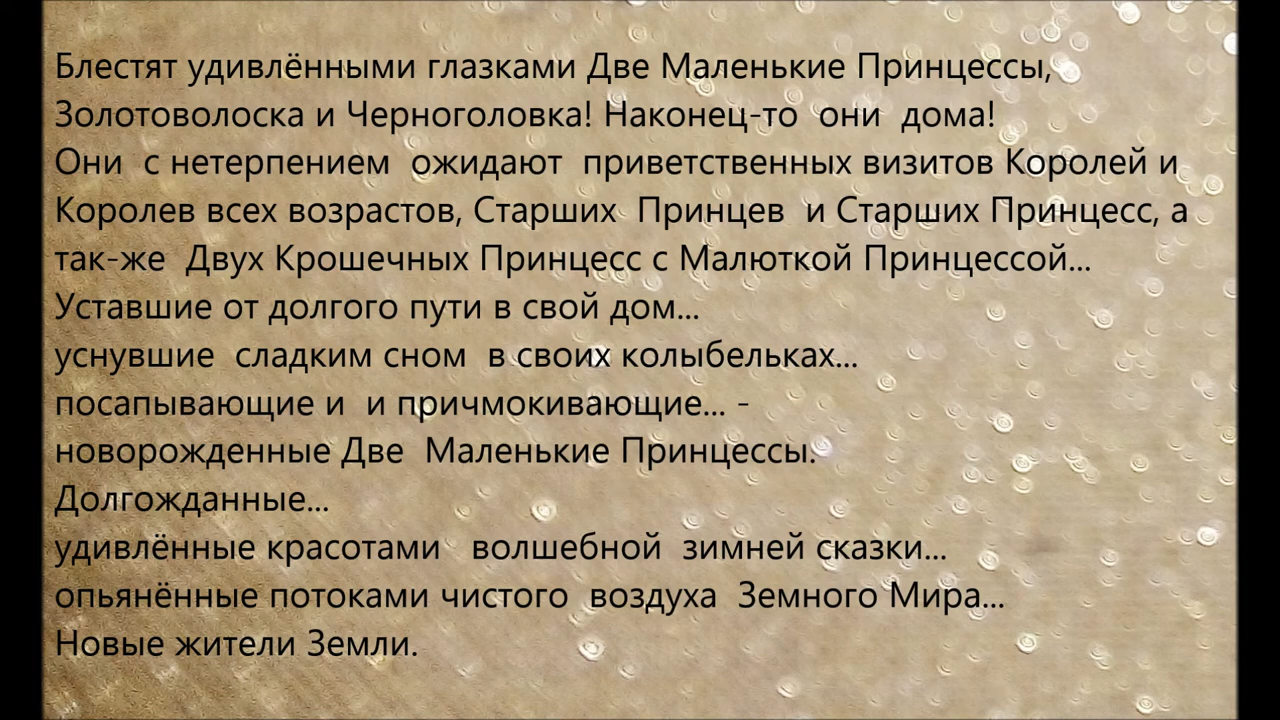 Блестят удивлёнными глазками Две Маленькие Принцессы,
Золотоволоска и Черноголовка! Наконец-то они дома!
Они с нетерпением ожидают приветственных визитов Королей и
Королев всех возрастов, Старших Принцев и Старших Принцесс, а
так-же Двух Крошечных Принцесс с Малюткой Принцессой...
Уставшие от долгого пути в свой дом...
уснувшие сладким сном в своих колыбельках...
посапывающие и и причмокивающие... -
новорожденные Две Маленькие Принцессы.
Долгожданные...
удивлённые красотами волшебной зимней сказки...
опьянённые потоками чистого воздуха Земного Мира...
Новые жители Земли.